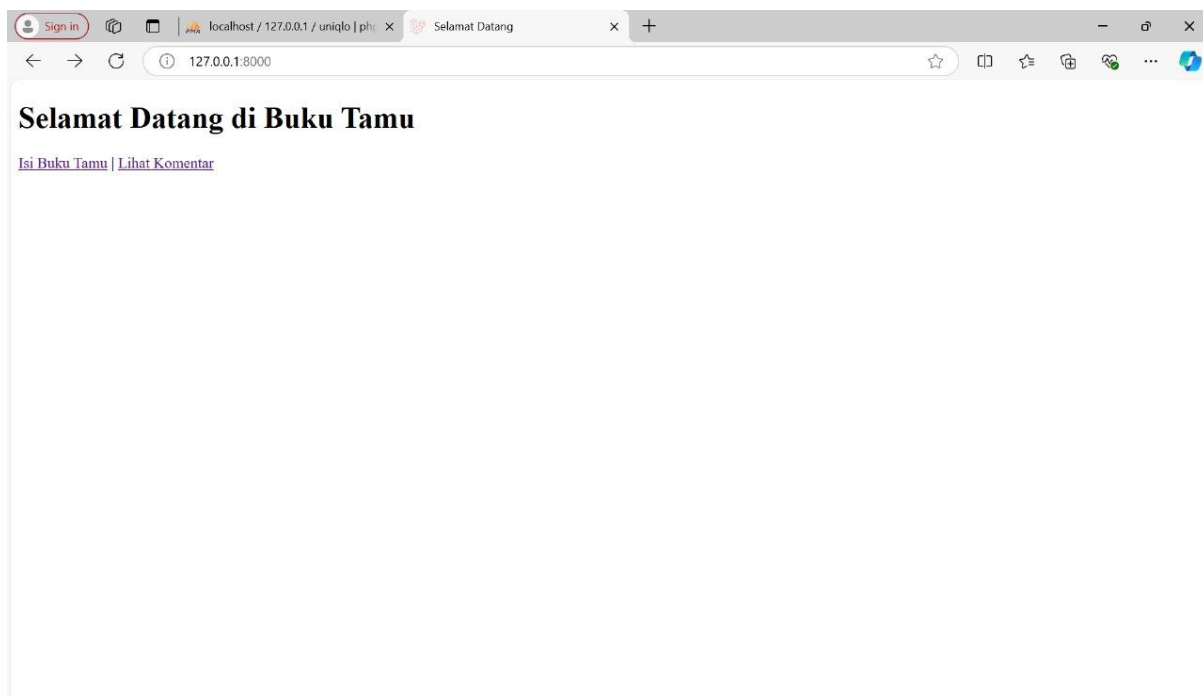 Sign in
localhost / 127.0.0.1 / uniqlo | ph
Selamat Datang
127.0.0.1:8000
Selamat Datang di Buku Tamu
Isi Buku Tamu | Lihat Komentar